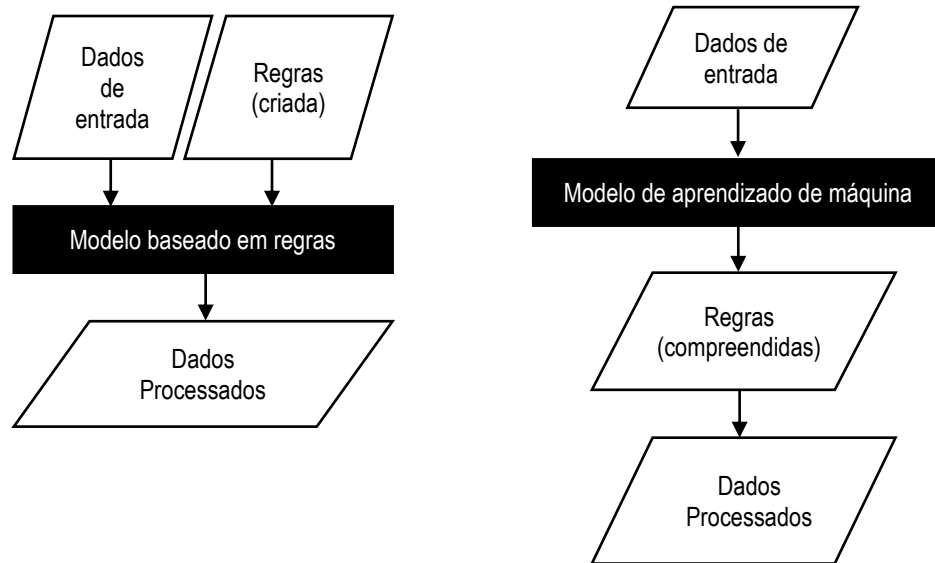 Dados
de
entrada
Regras
(criada)
Modelo baseado em regras
Dados
Processados
Dados de
entrada
Modelo de aprendizado de máquina
Regras
(compreendidas)
Dados
Processados